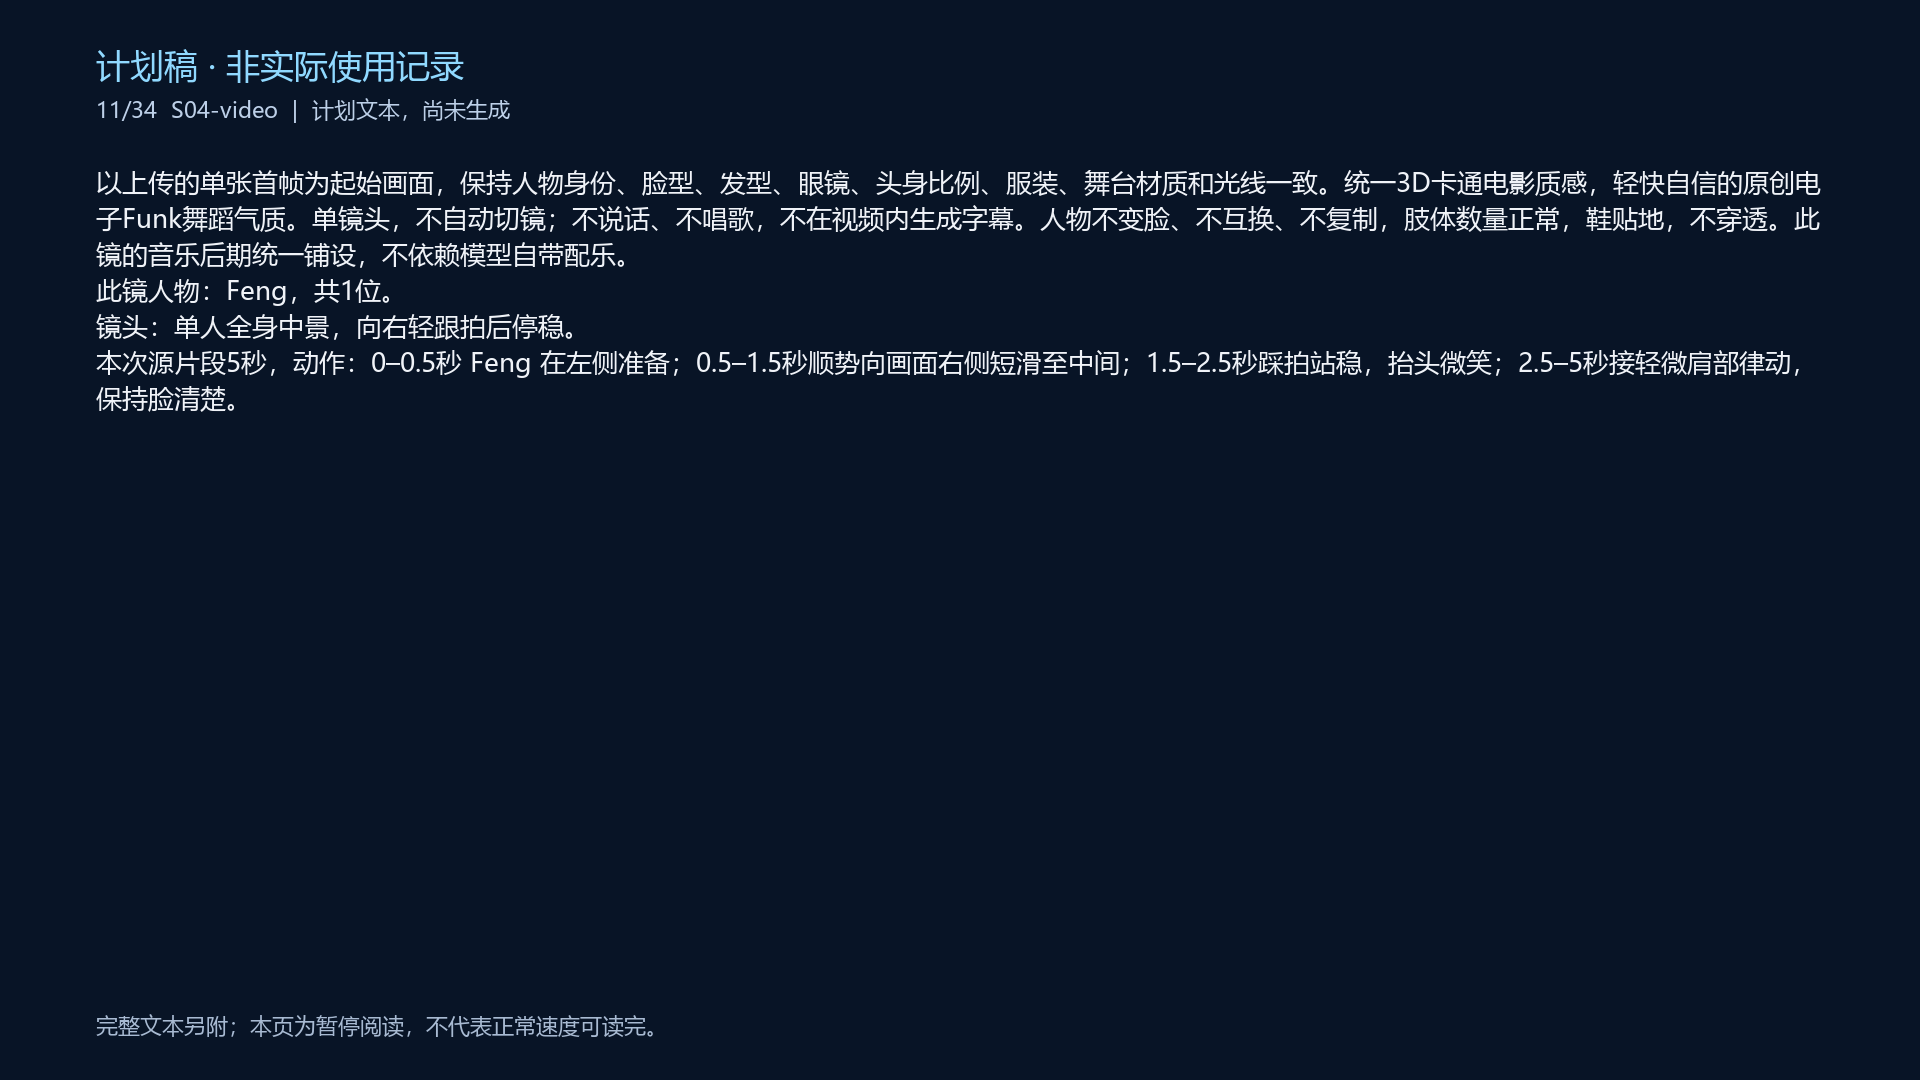 计划稿 · 非实际使用记录
11/34  S04-video | 计划文本，尚未生成
以上传的单张首帧为起始画面，保持人物身份、脸型、发型、眼镜、头身比例、服装、舞台材质和光线一致。统一3D卡通电影质感，轻快自信的原创电
子Funk舞蹈气质。单镜头，不自动切镜；不说话、不唱歌，不在视频内生成字幕。人物不变脸、不互换、不复制，肢体数量正常，鞋贴地，不穿透。此
镜的音乐后期统一铺设，不依赖模型自带配乐。
此镜人物：Feng，共1位。
镜头：单人全身中景，向右轻跟拍后停稳。
本次源片段5秒，动作：0–0.5秒 Feng 在左侧准备；0.5–1.5秒顺势向画面右侧短滑至中间；1.5–2.5秒踩拍站稳，抬头微笑；2.5–5秒接轻微肩部律动，
保持脸清楚。
完整文本另附；本页为暂停阅读，不代表正常速度可读完。